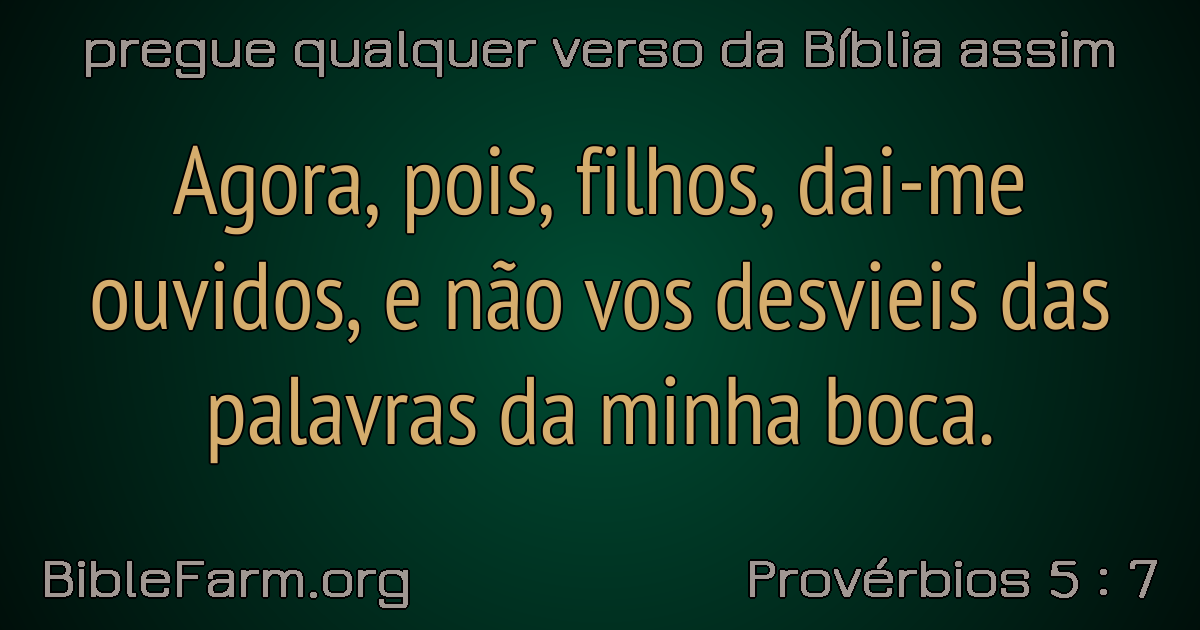 pregue qualquer verso da Bíblia assim
Agora, pois, filhos, dai-me
ouvidos, e não vos desvieis das
palavras da minha boca.
BibleFarm.org
Provérbios 5 : 7